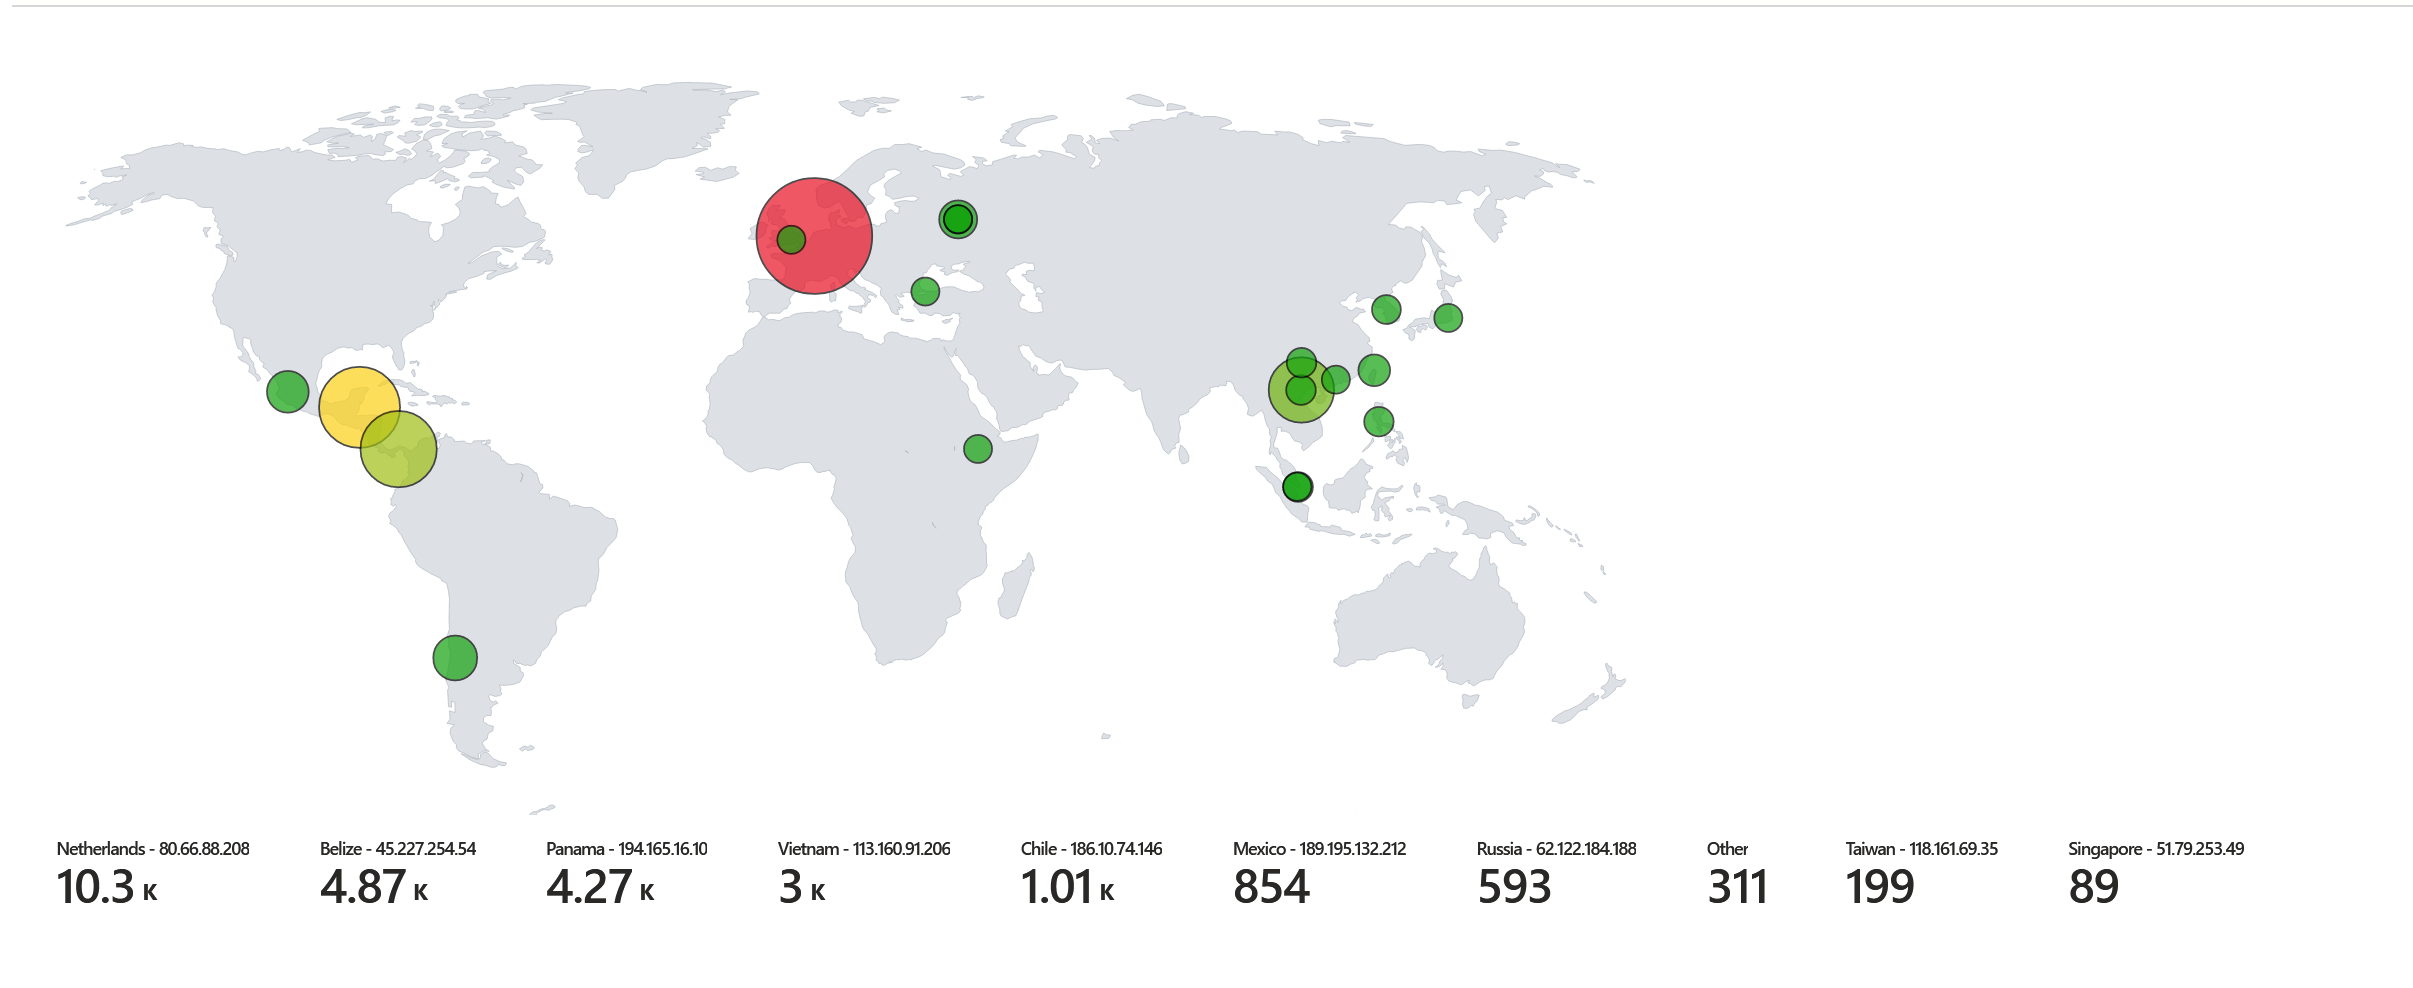 Netherlands - 80.66.88.208
10.3 K
Belize - 45.227.254.54
4.87 K
Panama - 194.165.16.10
4.27 K
Vietnam - 113.160.91.206
3 K
Chile - 186.10.74.146
1.01 K
Mexico - 189.195.132.212
854
Russia - 62.122.184.188
593
Other
311
Taiwan - 118.161.69.35
199
Singapore - 51.79.253.49
89